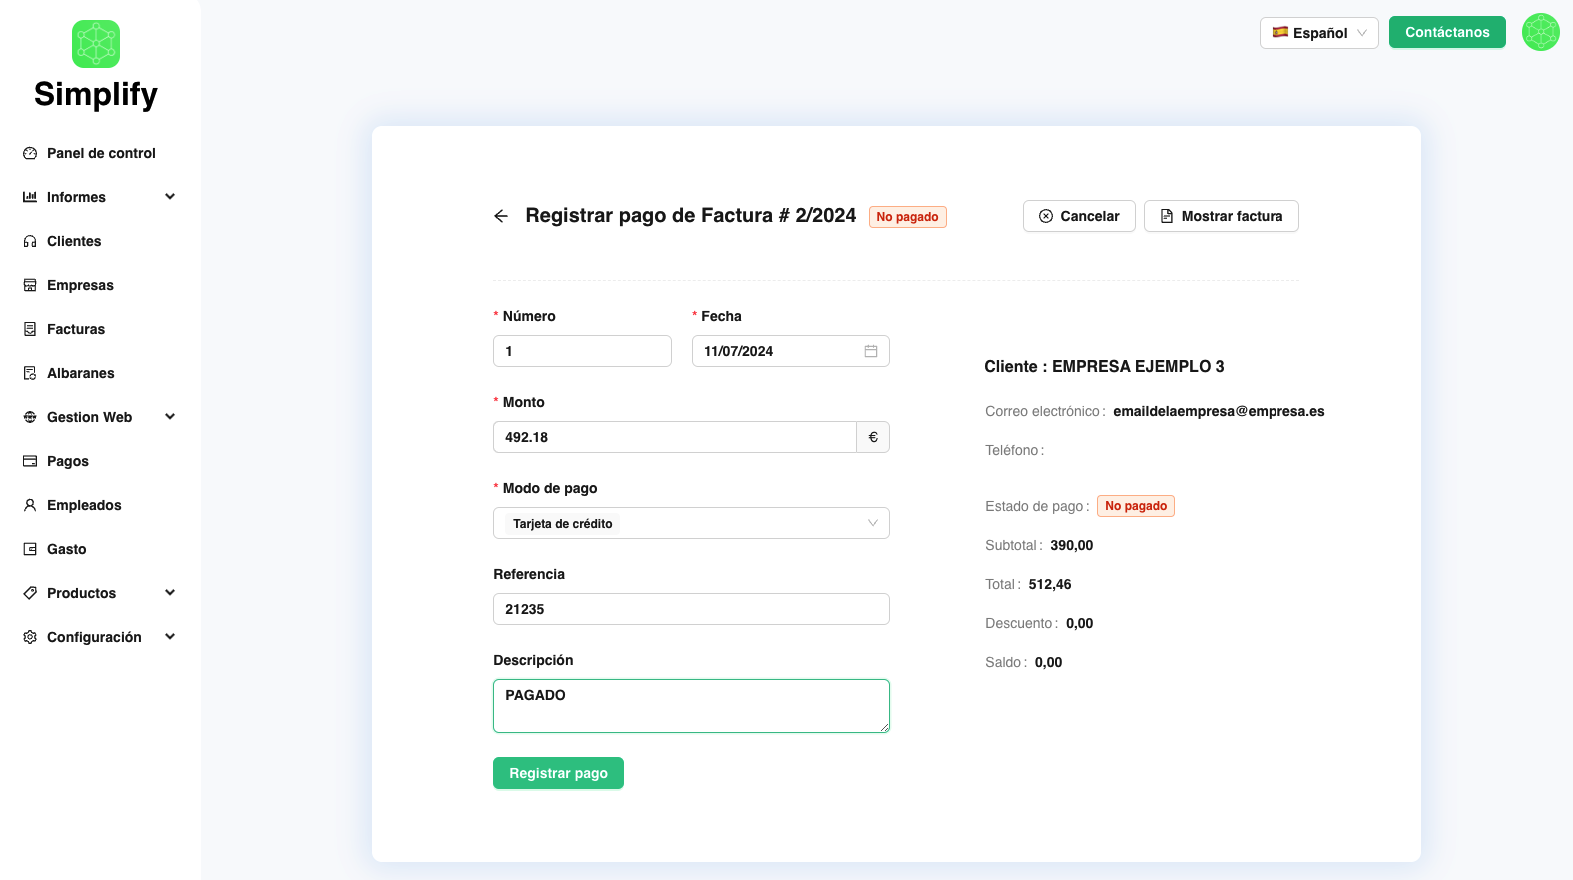 Simplify
Panel de control
Informes
Clientes
Empresas
Facturas
Albaranes
Gestion Web
Pagos
Empleados
Gasto
Productos
Configuración
Español
Contáctanos
Registrar pago de Factura # 2/2024 No pagado
Cancelar
Mostrar factura
* Número
1
* Fecha
11/07/2024
* Monto
492.18 €
* Modo de pago
Tarjeta de crédito
Referencia
21235
Descripción
PAGADO
Registrar pago
Cliente : EMPRESA EJEMPLO 3
Correo electrónico : emaildelaempresa@empresa.es
Teléfono :
Estado de pago : No pagado
Subtotal : 390,00
Total : 512,46
Descuento : 0,00
Saldo : 0,00